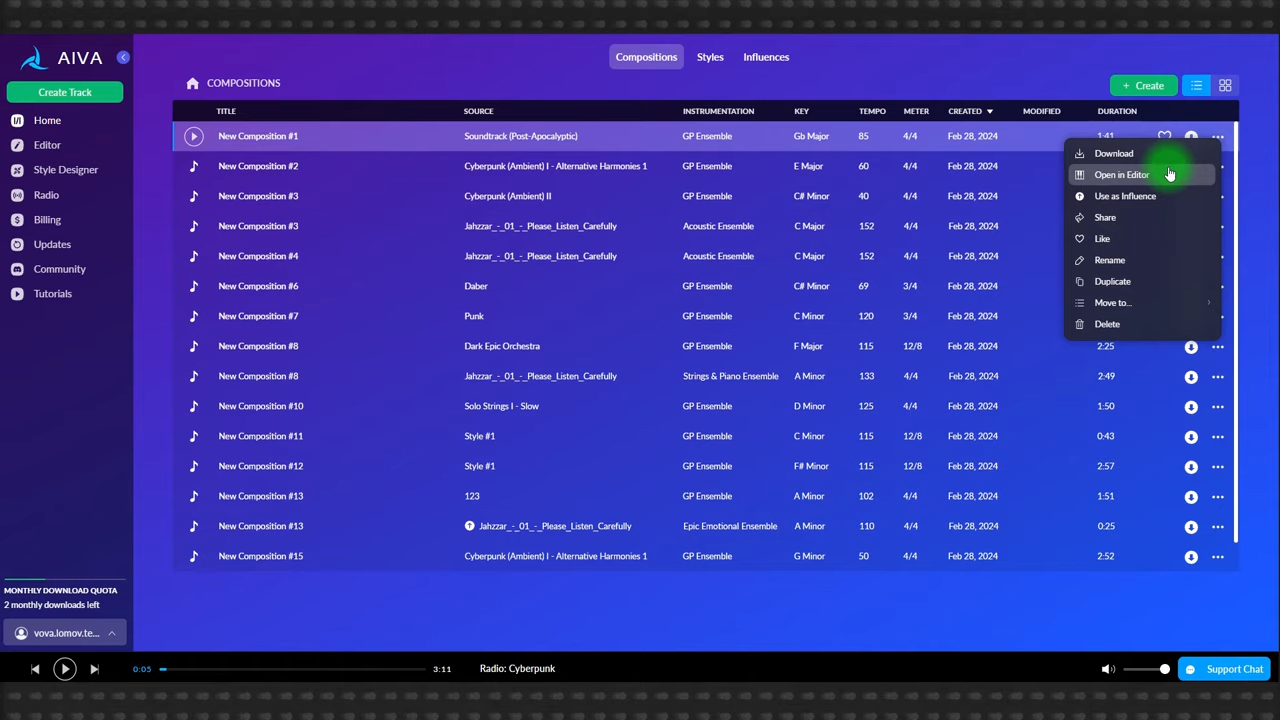 AIVA
Create Track
Home
Editor
Style Designer
Radio
Billing
Updates
Community
Tutorials
MONTHLY DOWNLOAD QUOTA
2 monthly downloads left
vova.lomov.te...
Compositions Styles Influences
COMPOSITIONS
+ Create
TITLE SOURCE INSTRUMENTATION KEY TEMPO METER CREATED MODIFIED DURATION
New Composition #1 Soundtrack (Post-Apocalyptic) GP Ensemble Gb Major 85 4/4 Feb 28, 2024 1:41
New Composition #2 Cyberpunk (Ambient) I - Alternative Harmonies 1 GP Ensemble E Major 60 4/4 Feb 28, 2024
New Composition #3 Cyberpunk (Ambient) II GP Ensemble C# Minor 40 4/4 Feb 28, 2024
New Composition #3 Jahzzar_-_01_-_Please_Listen_Carefully Acoustic Ensemble C Major 152 4/4 Feb 28, 2024
New Composition #4 Jahzzar_-_01_-_Please_Listen_Carefully Acoustic Ensemble C Major 152 4/4 Feb 28, 2024
New Composition #6 Daber GP Ensemble C# Minor 69 3/4 Feb 28, 2024
New Composition #7 Punk GP Ensemble C Minor 120 3/4 Feb 28, 2024
New Composition #8 Dark Epic Orchestra GP Ensemble F Major 115 12/8 Feb 28, 2024 2:25
New Composition #8 Jahzzar_-_01_-_Please_Listen_Carefully Strings & Piano Ensemble A Minor 133 4/4 Feb 28, 2024 2:49
New Composition #10 Solo Strings I - Slow GP Ensemble D Minor 125 4/4 Feb 28, 2024 1:50
New Composition #11 Style #1 GP Ensemble C Minor 115 12/8 Feb 28, 2024 0:43
New Composition #12 Style #1 GP Ensemble F# Minor 115 12/8 Feb 28, 2024 2:57
New Composition #13 123 GP Ensemble A Minor 102 4/4 Feb 28, 2024 1:51
New Composition #13 Jahzzar_-_01_-_Please_Listen_Carefully Epic Emotional Ensemble A Minor 110 4/4 Feb 28, 2024 0:25
New Composition #15 Cyberpunk (Ambient) I - Alternative Harmonies 1 GP Ensemble G Minor 50 4/4 Feb 28, 2024 2:52
Download
Open in Editor
Use as Influence
Share
Like
Rename
Duplicate
Move to...
Delete
0:05 3:11 Radio: Cyberpunk
Support Chat